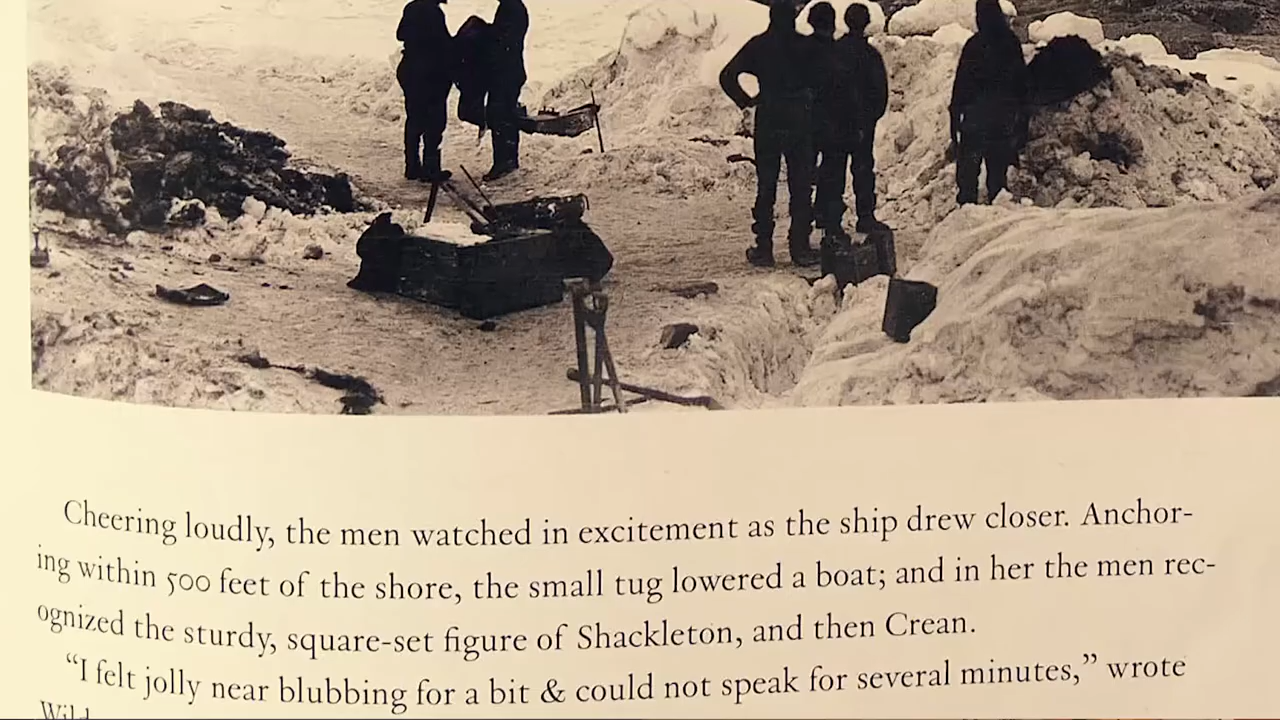 Cheering loudly, the men watched in excitement as the ship drew closer. Anchor-
ing within 500 feet of the shore, the small tug lowered a boat; and in her the men rec-
ognized the sturdy, square-set figure of Shackleton, and then Crean.
“I felt jolly near blubbing for a bit & could not speak for several minutes,” wrote
Wild